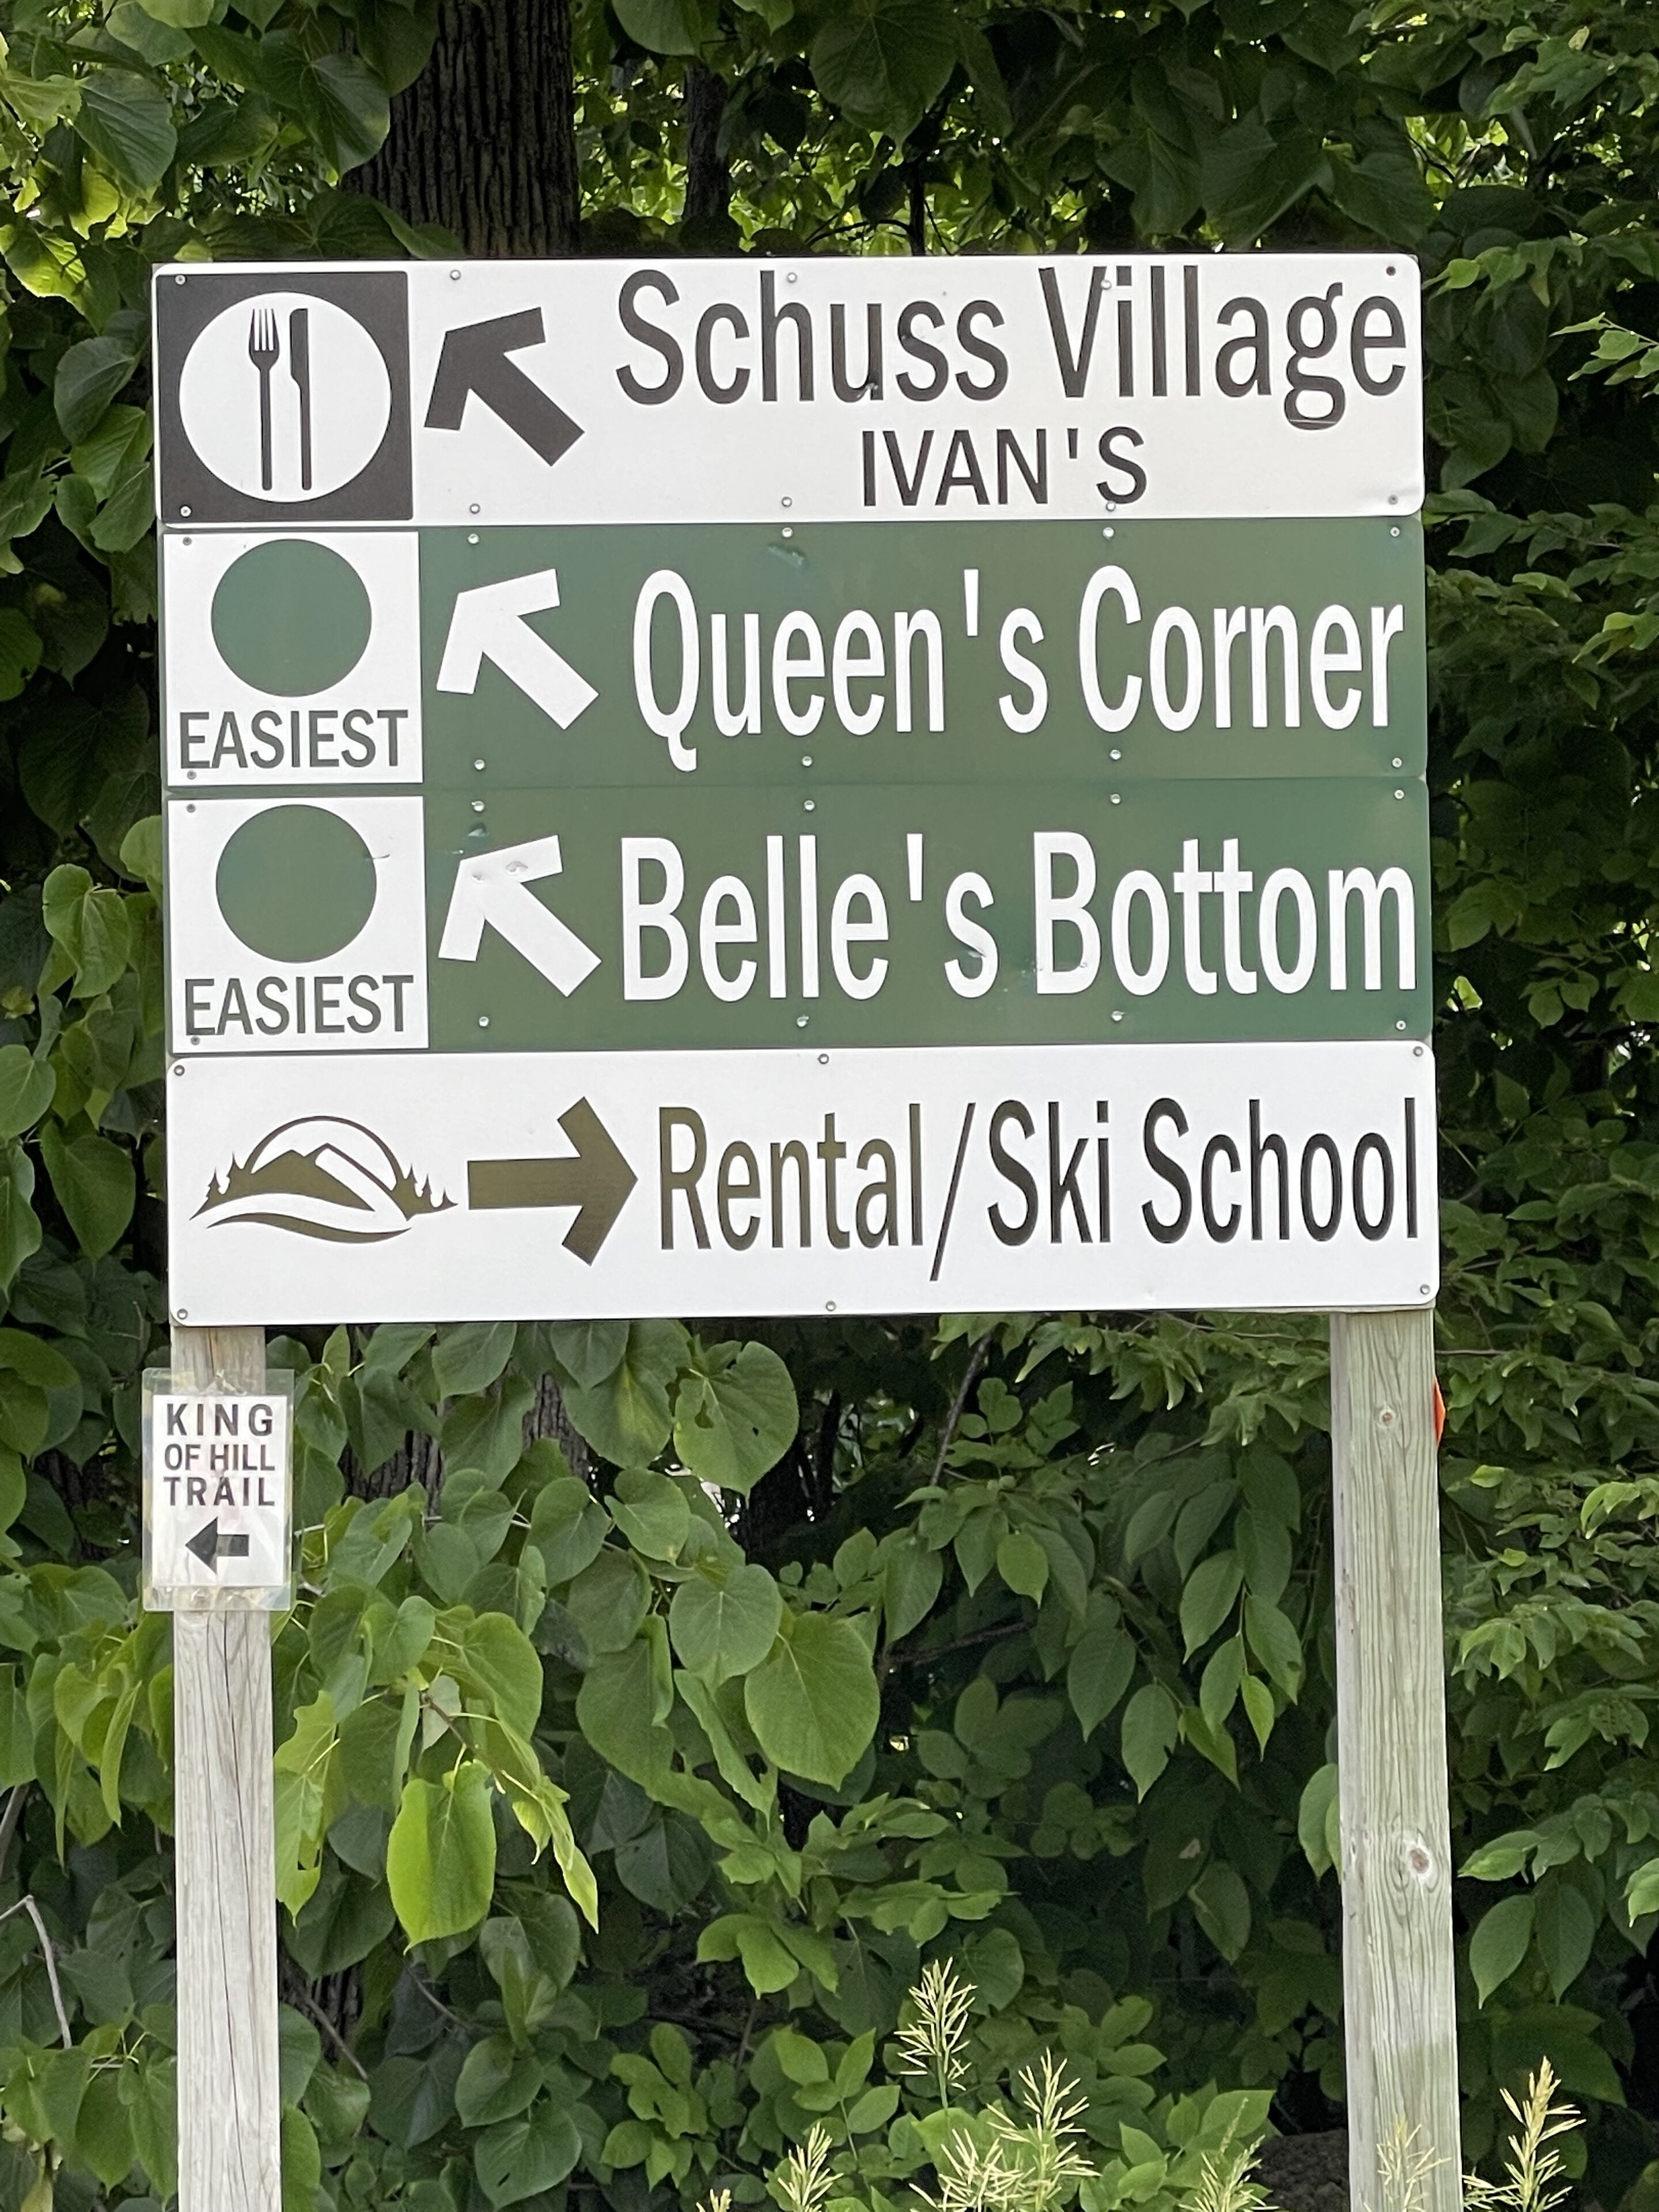 Schuss Village
IVAN'S
EASIEST
Queen's Corner
EASIEST
Belle's Bottom
Rental/Ski School
KING
OF HILL
TRAIL